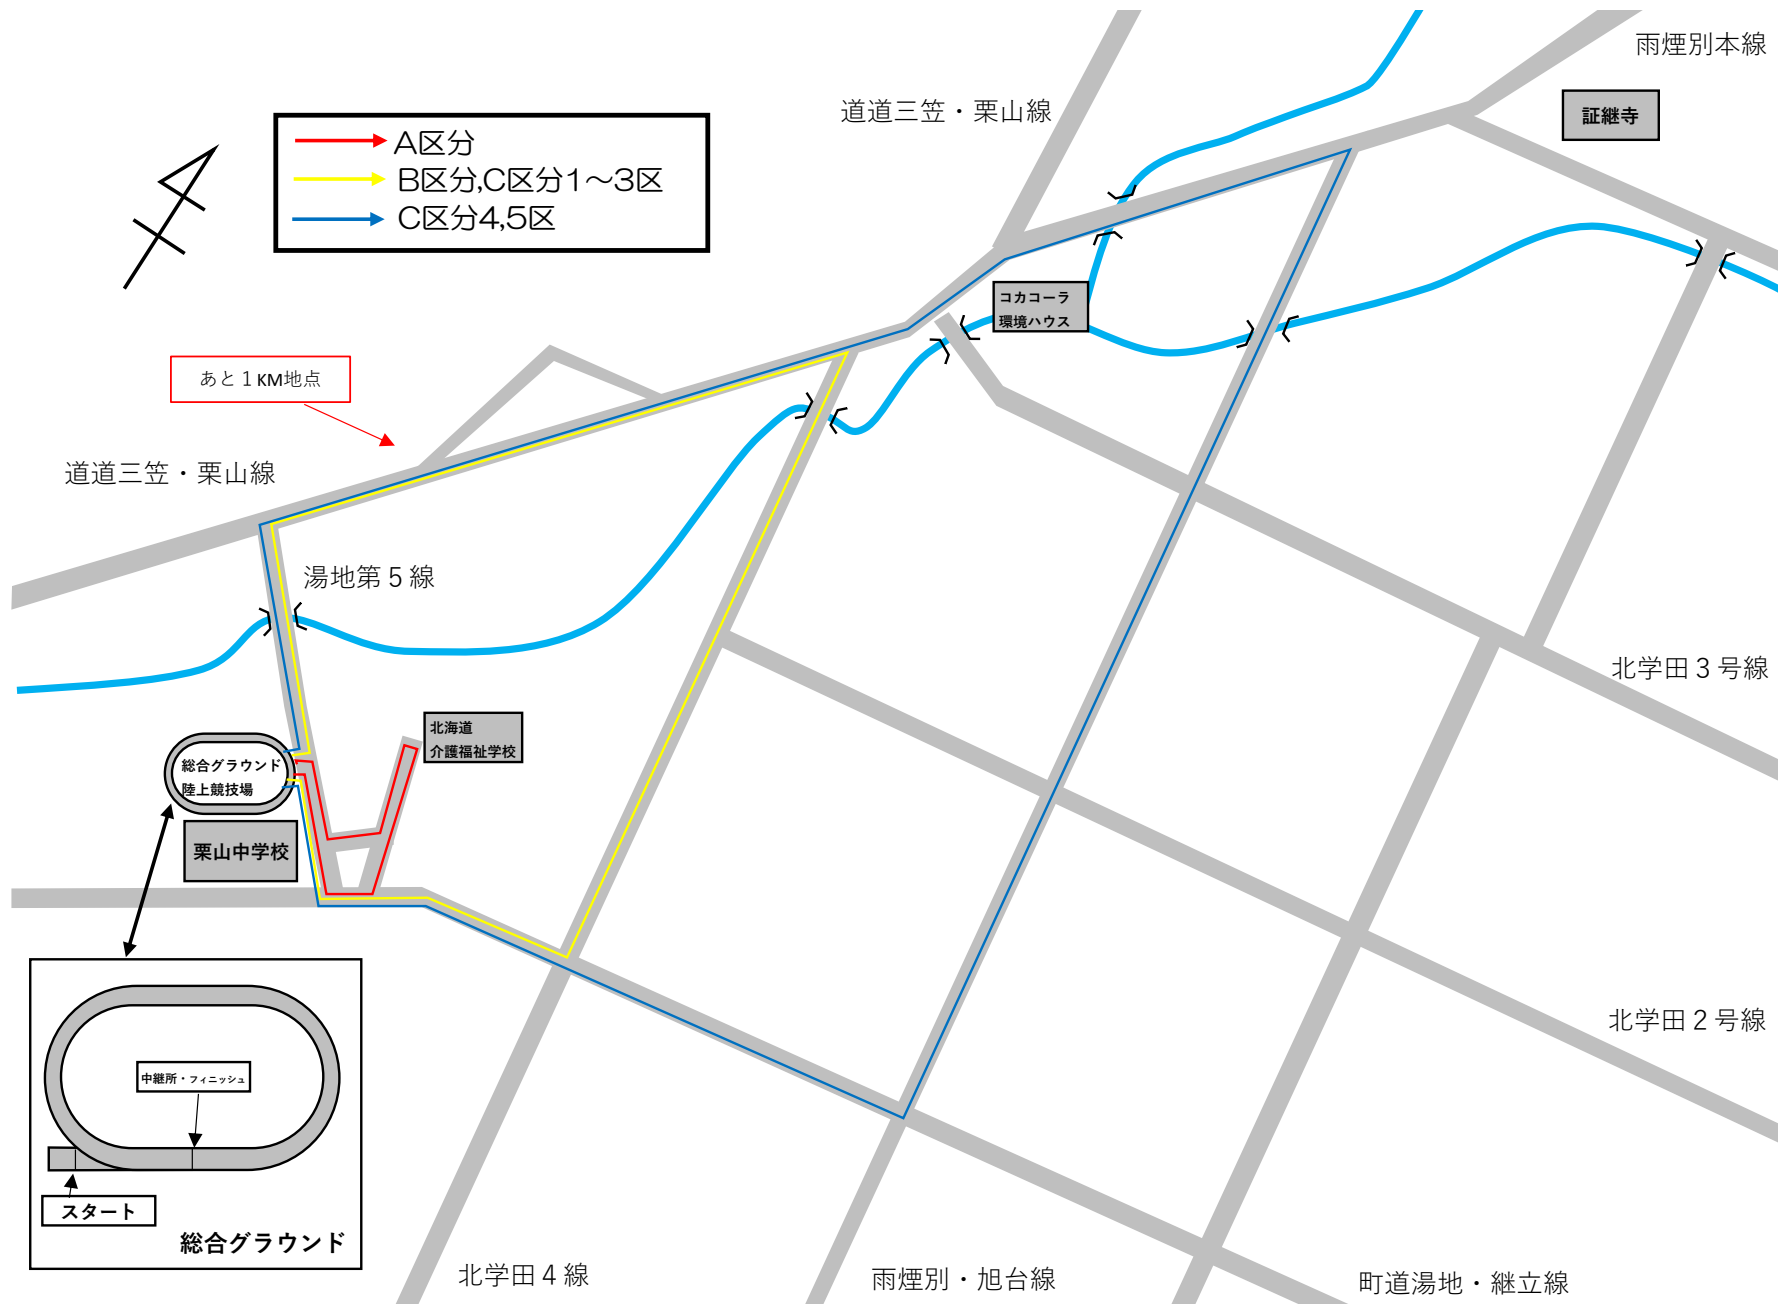 雨煙別本線
道道三笠・栗山線
証継寺
A区分
B区分,C区分1～3区
C区分4,5区
コカコーラ
環境ハウス
あと１KM地点
道道三笠・栗山線
湯地第５線
北学田３号線
北海道
介護福祉学校
総合グラウンド
陸上競技場
栗山中学校
北学田２号線
中継所・フィニッシュ
スタート
総合グラウンド
北学田４線
雨煙別・旭台線
町道湯地・継立線